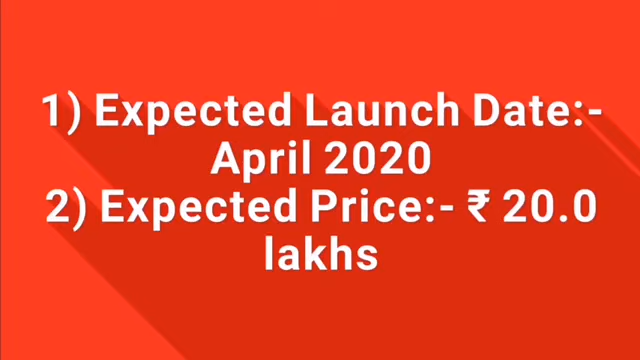 1) Expected Launch Date:-
April 2020
2) Expected Price:- ₹ 20.0
lakhs